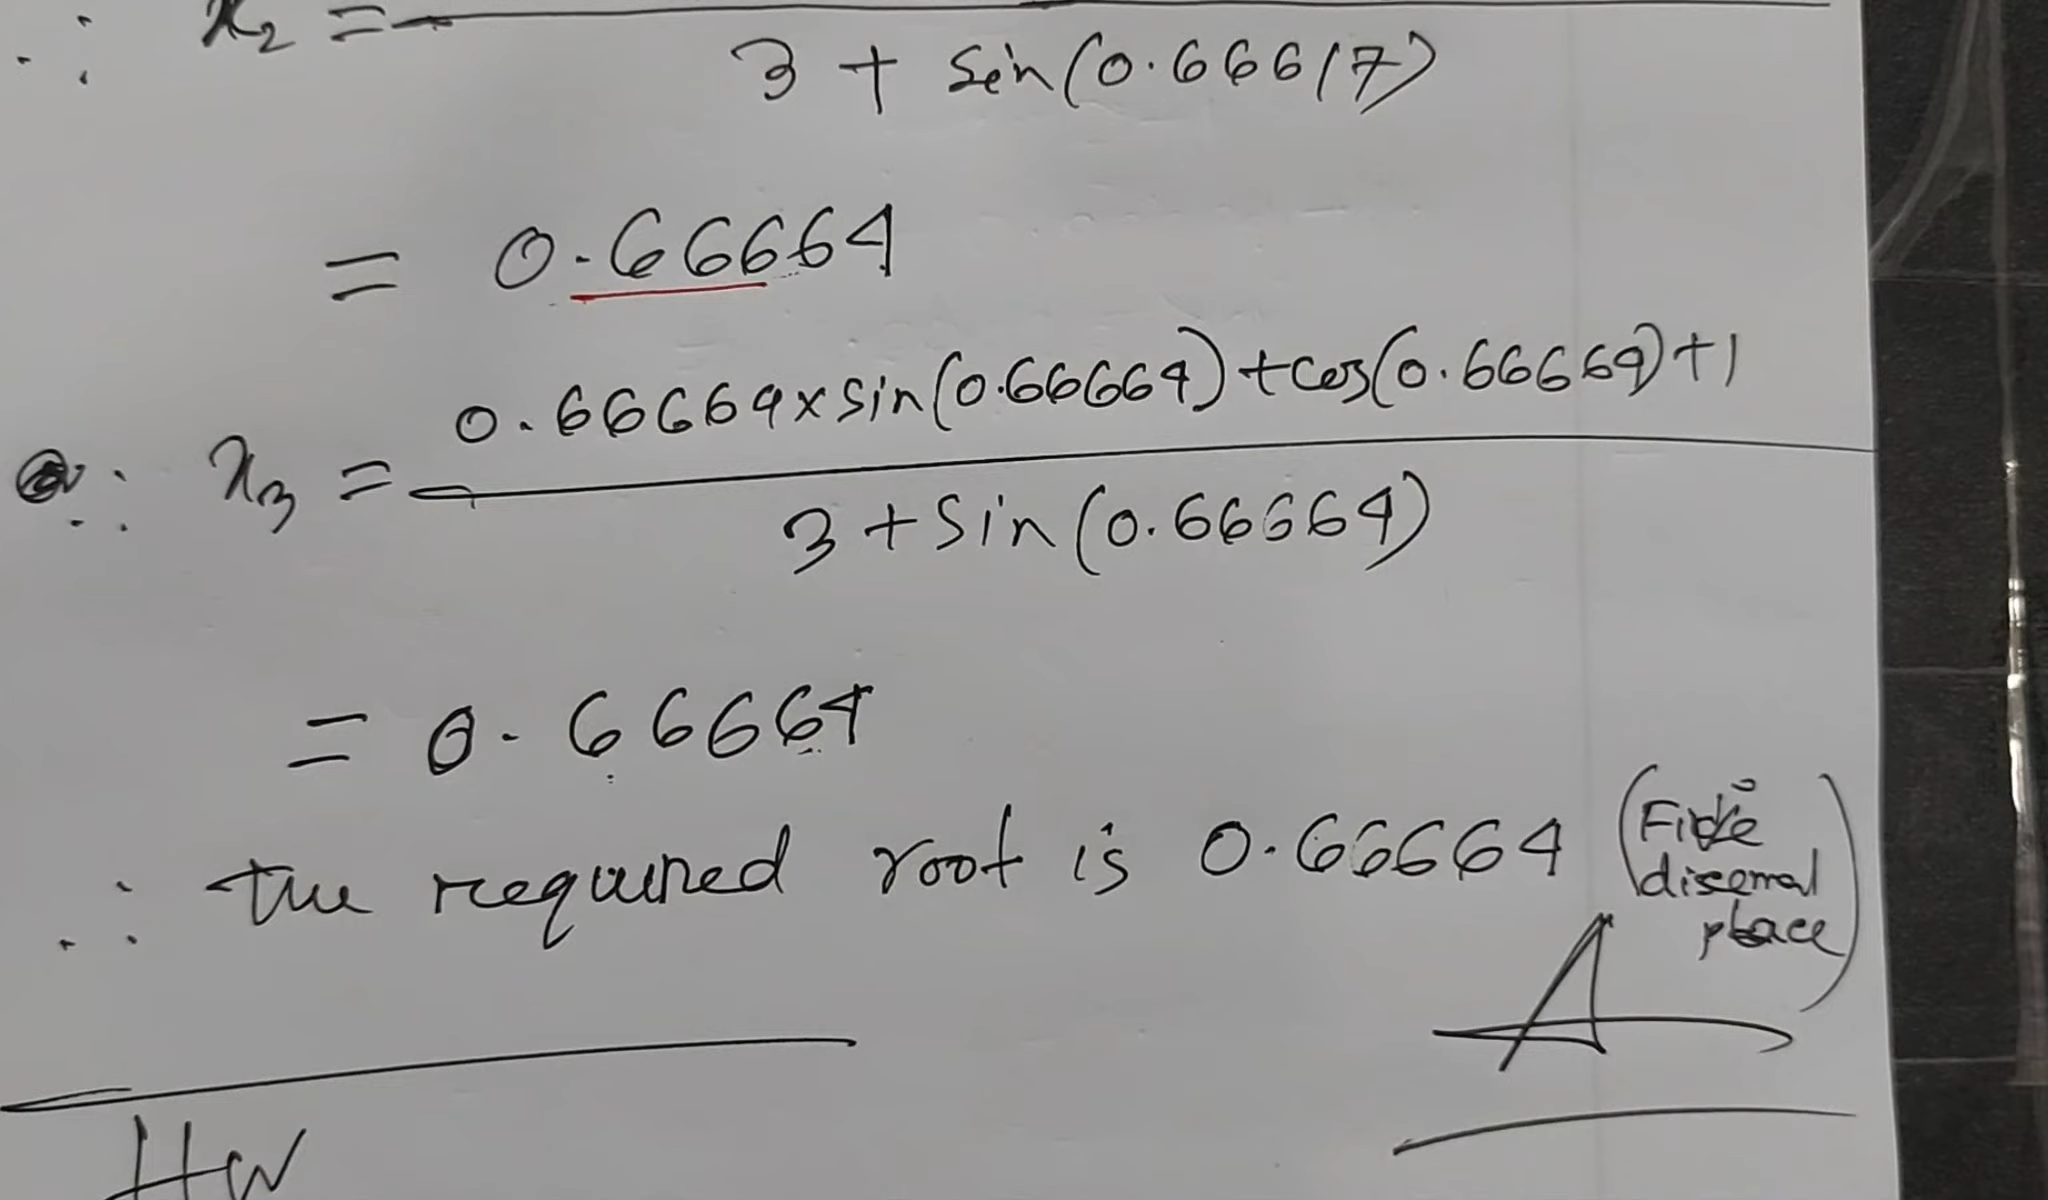 ∴ x₂ = ―――
3 + sin(0.66617)
= 0.66664
0.66664×sin(0.66664)+cos(0.66664)+1
∴ x₃ = ―――
3+sin(0.66664)
= 0.66664
∴ the required root is 0.66664 (Five
discemal
place)
A
HW